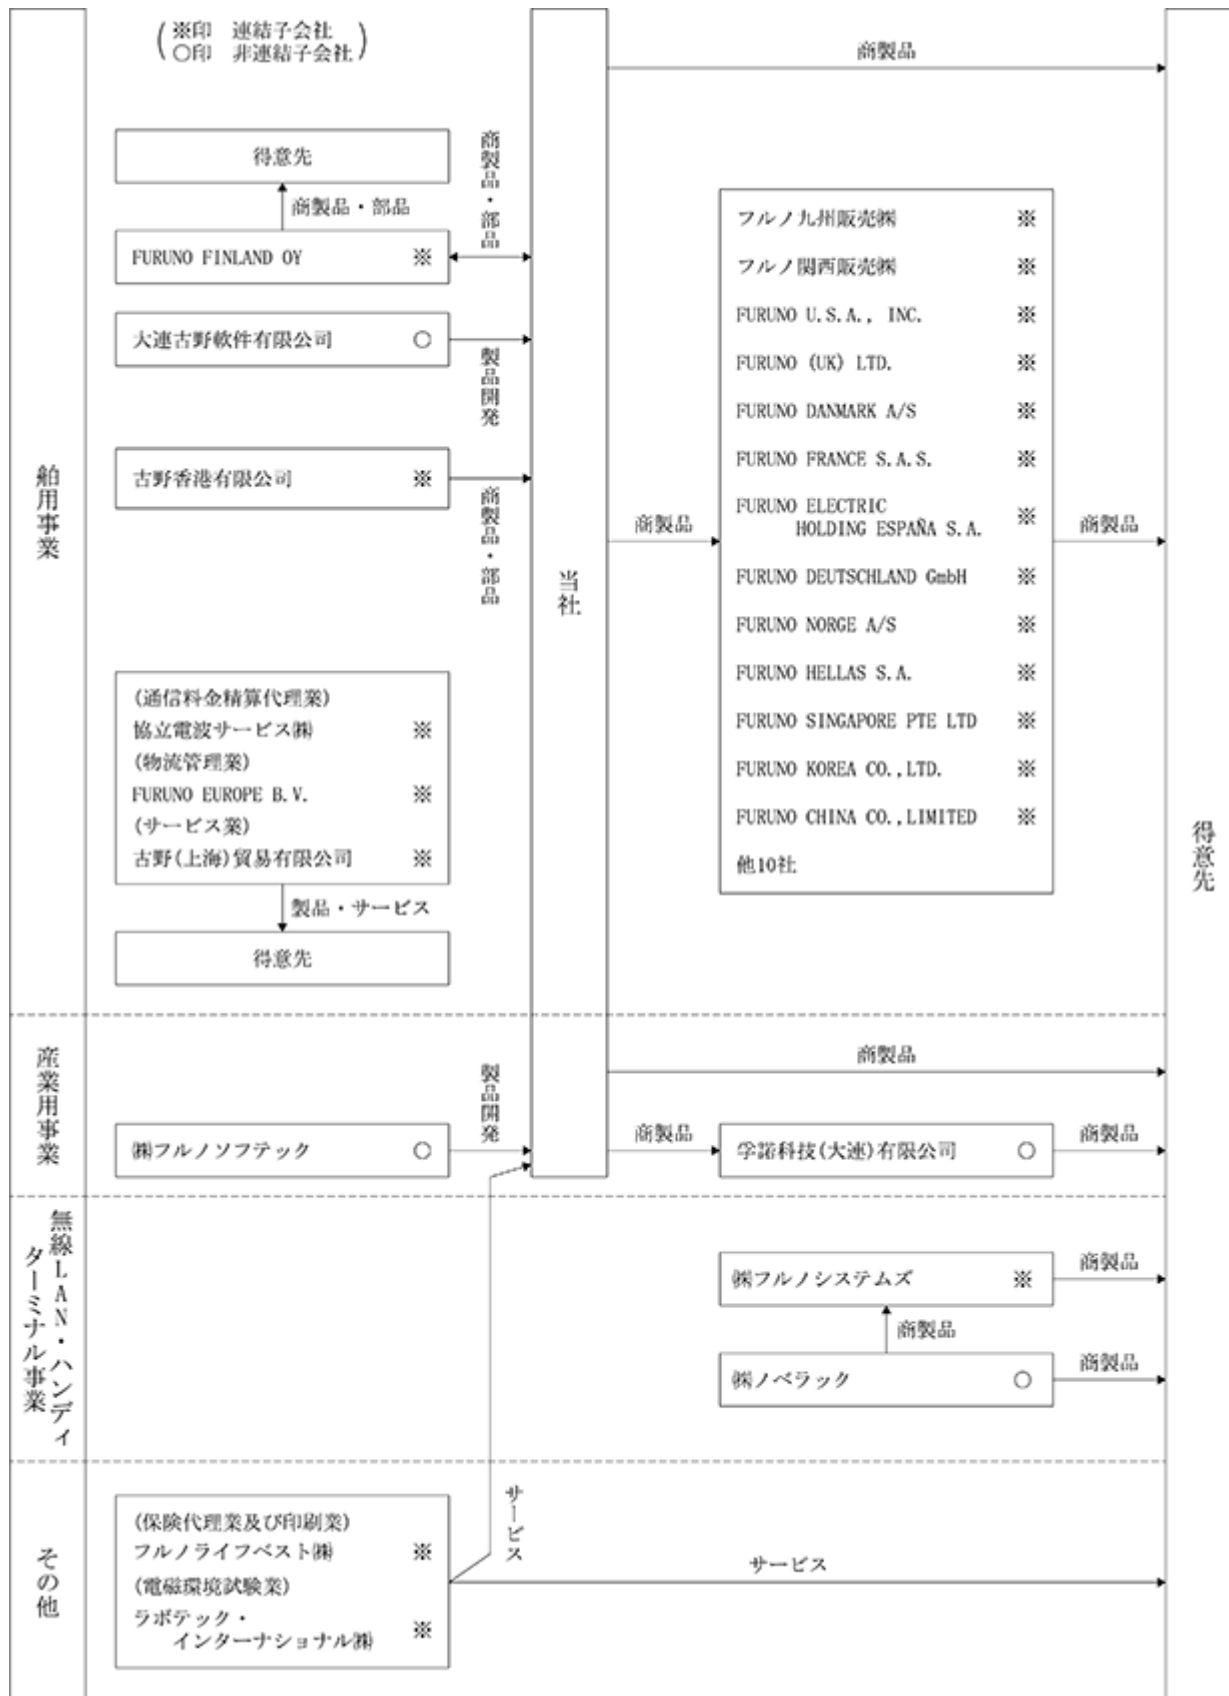 ※印 連結子会社
○印 非連結子会社
舶用事業
商製品
得意先
商製品・部品
商製品・部品
FURUNO FINLAND OY ※
大連古野軟件有限公司 ○
製品開発
古野香港有限公司 ※
商製品・部品
(通信料金精算代理業)
協立電波サービス㈱ ※
(物流管理業)
FURUNO EUROPE B.V. ※
(サービス業)
古野(上海)貿易有限公司 ※
製品・サービス
得意先
当社
商製品
フルノ九州販売㈱ ※
フルノ関西販売㈱ ※
FURUNO U.S.A., INC. ※
FURUNO (UK) LTD. ※
FURUNO DANMARK A/S ※
FURUNO FRANCE S.A.S. ※
FURUNO ELECTRIC
HOLDING ESPAÑA S.A. ※
FURUNO DEUTSCHLAND GmbH ※
FURUNO NORGE A/S ※
FURUNO HELLAS S.A. ※
FURUNO SINGAPORE PTE LTD ※
FURUNO KOREA CO.,LTD. ※
FURUNO CHINA CO.,LIMITED ※
他10社
商製品
得意先
産業用事業
商製品
㈱フルノソフテック ○
製品開発
商製品
孚諾科技(大連)有限公司 ○
商製品
無線LAN・ハンディ
ターミナル事業
㈱フルノシステムズ ※
商製品
商製品
㈱ノベラック ○
商製品
その他
(保険代理業及び印刷業)
フルノライフベスト㈱ ※
(電磁環境試験業)
ラボテック・
インターナショナル㈱ ※
サービス
サービス